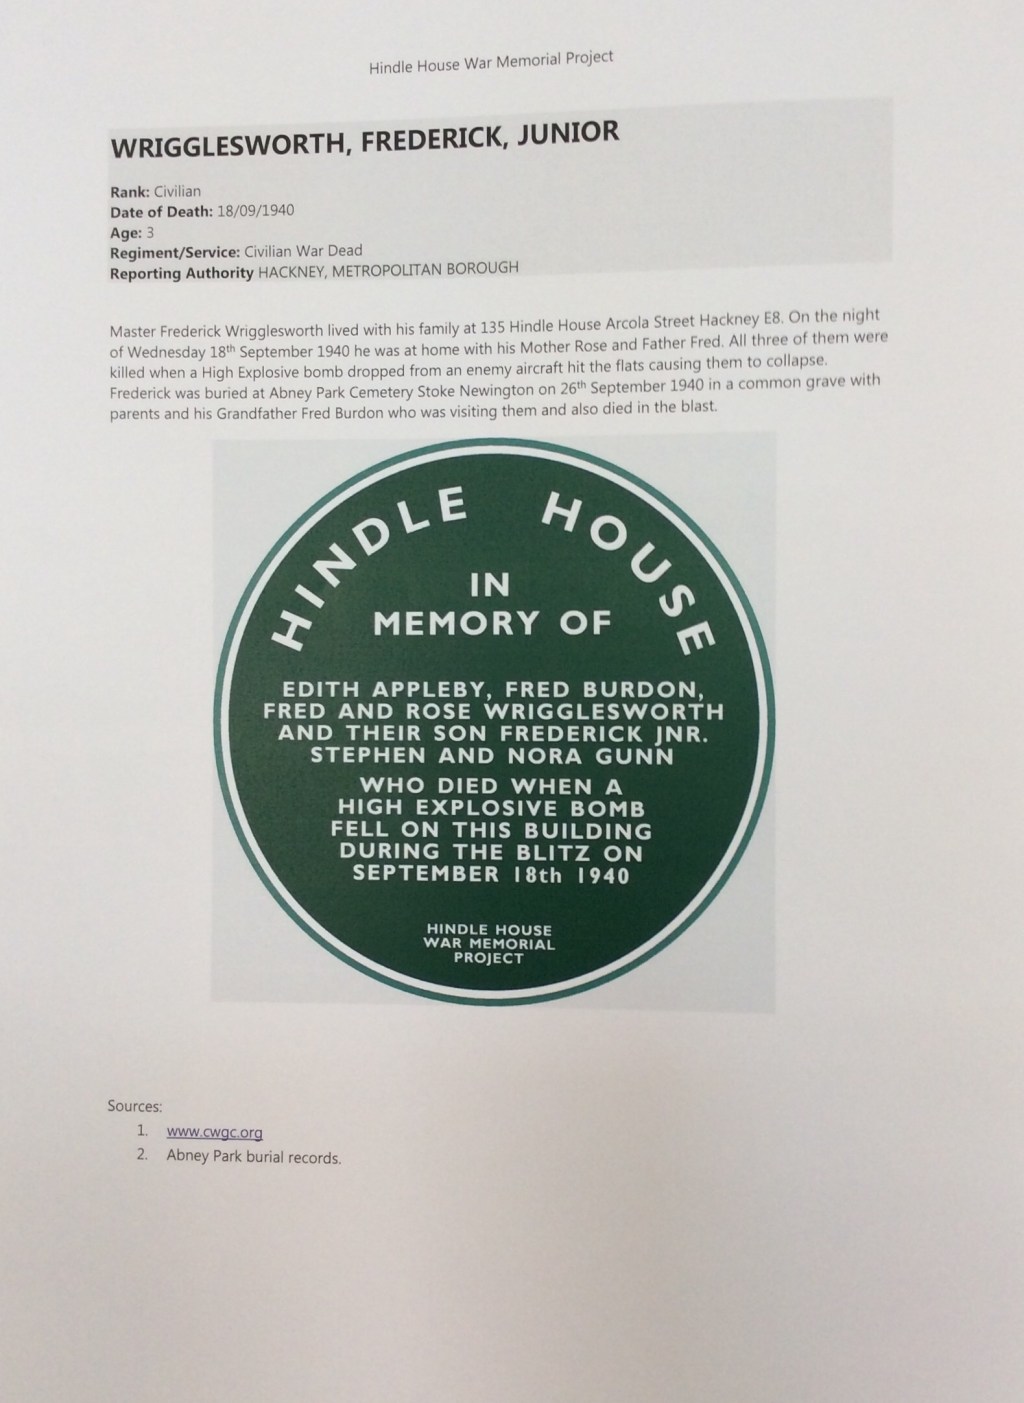 Hindle House War Memorial Project
WRIGGLESWORTH, FREDERICK, JUNIOR
Rank: Civilian
Date of Death: 18/09/1940
Age: 3
Regiment/Service: Civilian War Dead
Reporting Authority HACKNEY, METROPOLITAN BOROUGH
Master Frederick Wrigglesworth lived with his family at 135 Hindle House Arcola Street Hackney E8. On the night
of Wednesday 18th September 1940 he was at home with his Mother Rose and Father Fred. All three of them were
killed when a High Explosive bomb dropped from an enemy aircraft hit the flats causing them to collapse.
Frederick was buried at Abney Park Cemetery Stoke Newington on 26th September 1940 in a common grave with
parents and his Grandfather Fred Burdon who was visiting them and also died in the blast.
HINDLE HOUSE
IN
MEMORY OF
EDITH APPLEBY, FRED BURDON,
FRED AND ROSE WRIGGLESWORTH
AND THEIR SON FREDERICK JNR.
STEPHEN AND NORA GUNN
WHO DIED WHEN A
HIGH EXPLOSIVE BOMB
FELL ON THIS BUILDING
DURING THE BLITZ ON
SEPTEMBER 18th 1940
HINDLE HOUSE
WAR MEMORIAL
PROJECT
Sources:
1. www.cwgc.org
2. Abney Park burial records.